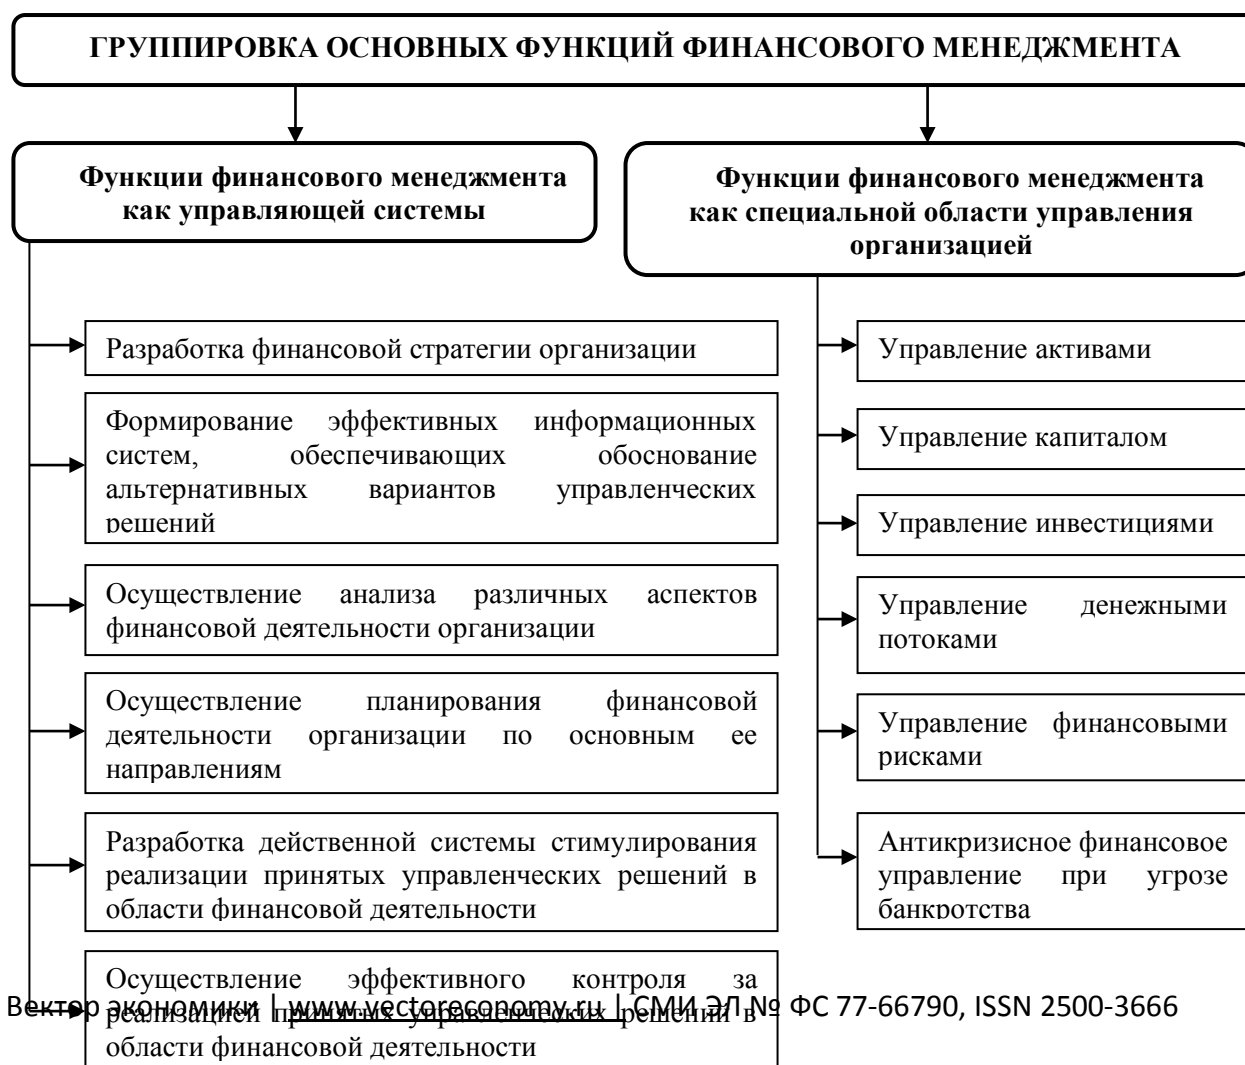 ГРУППИРОВКА ОСНОВНЫХ ФУНКЦИЙ ФИНАНСОВОГО МЕНЕДЖМЕНТА
Функции финансового менеджмента
как управляющей системы
Разработка финансовой стратегии организации
Формирование эффективных информационных
систем, обеспечивающих обоснование
альтернативных вариантов управленческих
решений
Осуществление анализа различных аспектов
финансовой деятельности организации
Осуществление планирования финансовой
деятельности организации по основным ее
направлениям
Разработка действенной системы стимулирования
реализации принятых управленческих решений в
области финансовой деятельности
Осуществление эффективного контроля за
реализацией принятых управленческих решений в
области финансовой деятельности
Функции финансового менеджмента
как специальной области управления
организацией
Управление активами
Управление капиталом
Управление инвестициями
Управление денежными
потоками
Управление финансовыми
рисками
Антикризисное финансовое
управление при угрозе
банкротства
Вектор экономики | www.vectoreconomy.ru | СМИ ЭЛ № ФС 77-66790, ISSN 2500-3666